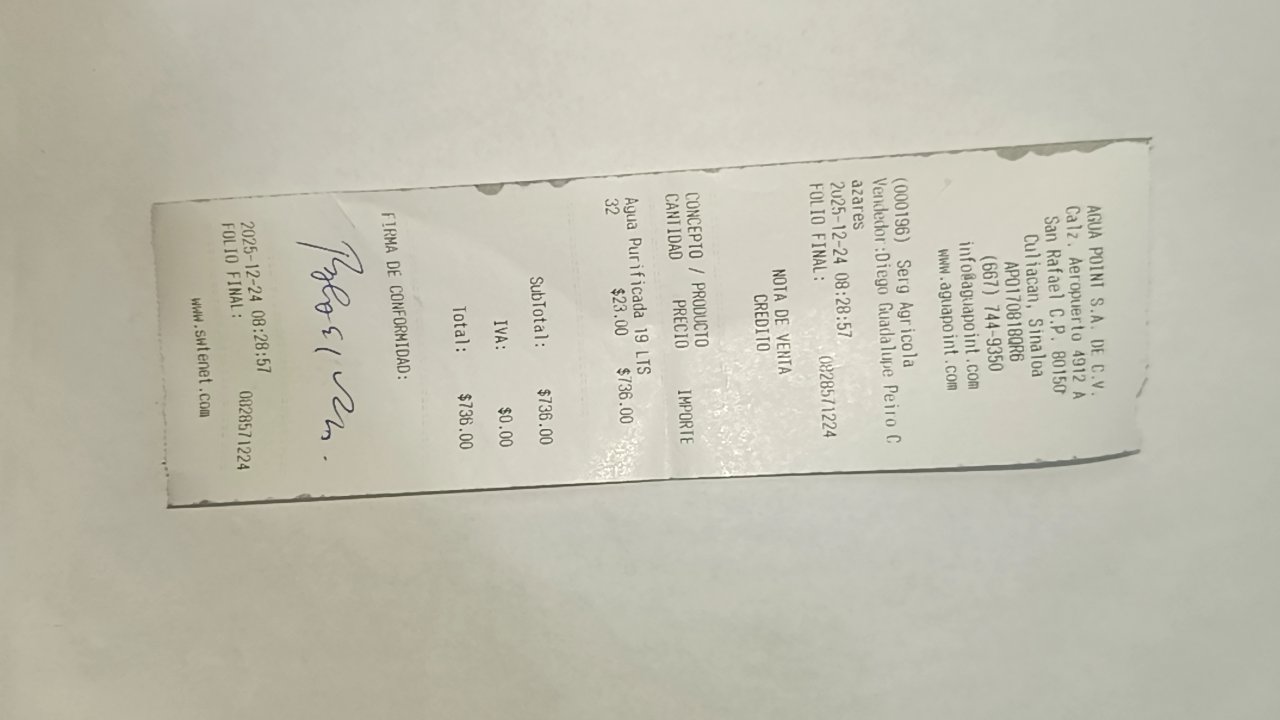 AGUA POINT S.A. DE C.V.
Calz. Aeropuerto 4912 A
San Rafael C.P. 80150
Culiacan, Sinaloa
APO170818QR6
(667) 744-9350
info@aguapoint.com
www.aguapoint.com
(000196) Serg Agricola
Vendedor:Diego Guadalupe Peiro C
azares
2025-12-24 08:28:57
FOLIO FINAL: 0828571224
NOTA DE VENTA
CREDITO
CONCEPTO / PRODUCTO
CANTIDAD PRECIO IMPORTE
Agua Purificada 19 LTS
32 $23.00 $736.00
SubTotal: $736.00
IVA: $0.00
Total: $736.00
FIRMA DE CONFORMIDAD:
2025-12-24 08:28:57
FOLIO FINAL: 0828571224
www.swtenet.com